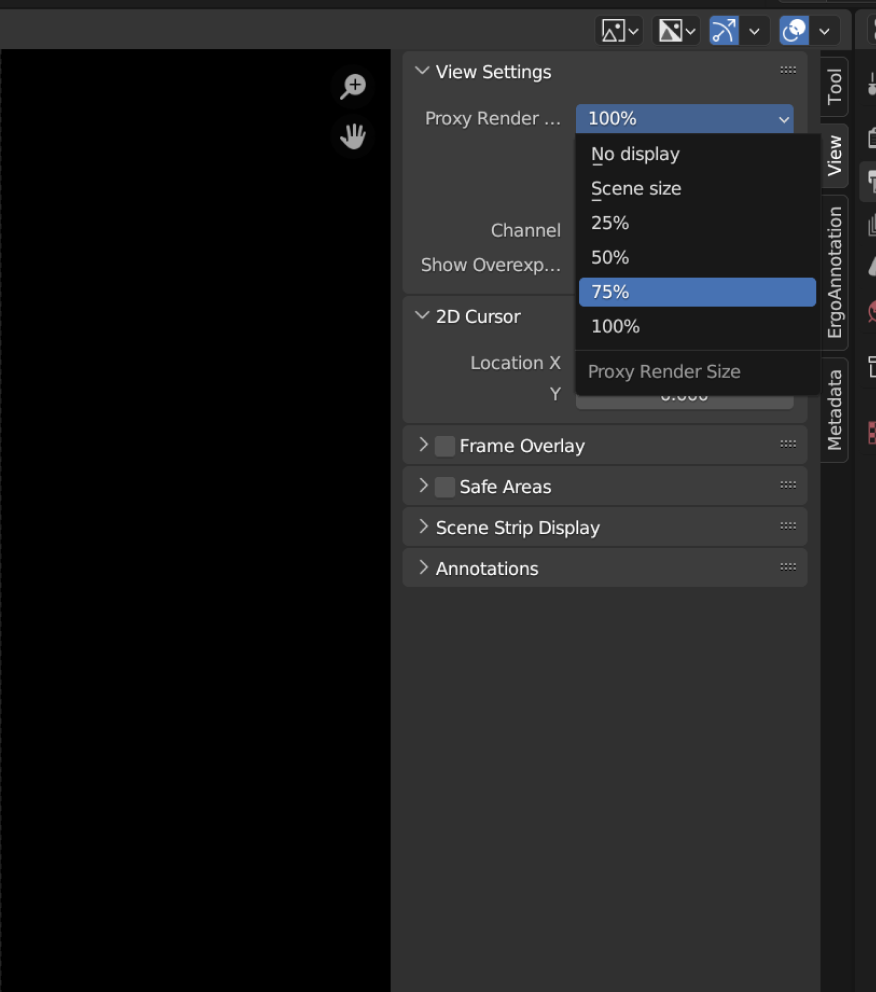 View Settings
Proxy Render ...
100%
No display
Scene size
25%
50%
75%
100%
Proxy Render Size
Channel
Show Overexp...
2D Cursor
Location X
Y
Frame Overlay
Safe Areas
Scene Strip Display
Annotations
Tool
View
ErgoAnnotation
Metadata